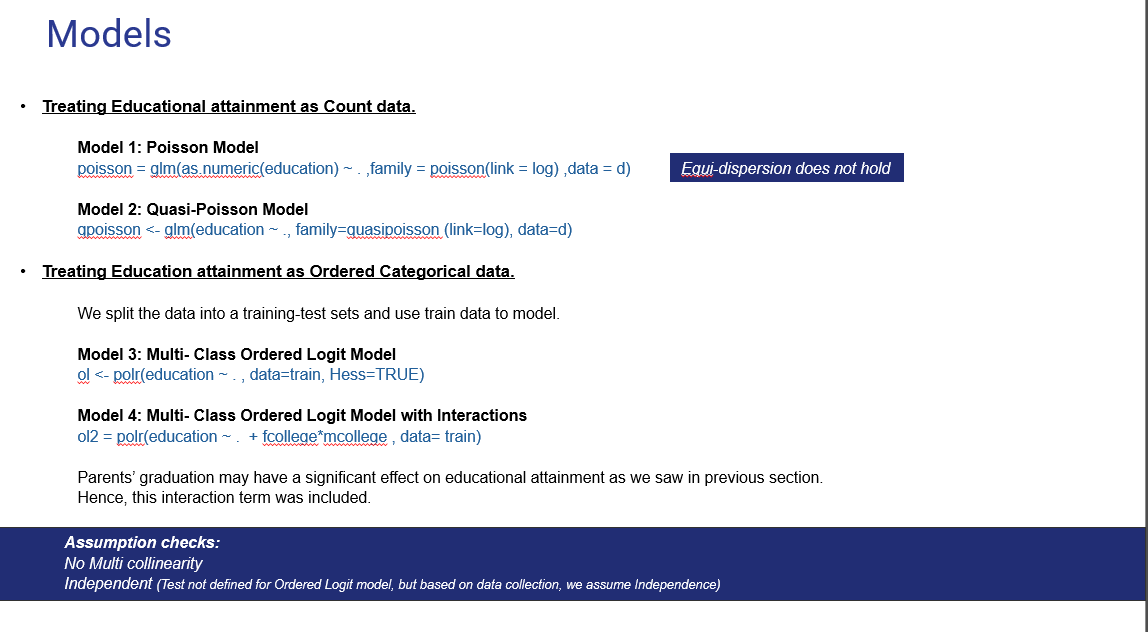 Models
• Treating Educational attainment as Count data.
Model 1: Poisson Model
poisson = glm(as.numeric(education) ~ . ,family = poisson(link = log) ,data = d)
Equi-dispersion does not hold
Model 2: Quasi-Poisson Model
qpoisson <- glm(education ~ ., family=quasipoisson (link=log), data=d)
• Treating Education attainment as Ordered Categorical data.
We split the data into a training-test sets and use train data to model.
Model 3: Multi- Class Ordered Logit Model
ol <- polr(education ~ . , data=train, Hess=TRUE)
Model 4: Multi- Class Ordered Logit Model with Interactions
ol2 = polr(education ~ .  + fcollege*mcollege , data= train)
Parents’ graduation may have a significant effect on educational attainment as we saw in previous section.
Hence, this interaction term was included.
Assumption checks:
No Multi collinearity
Independent (Test not defined for Ordered Logit model, but based on data collection, we assume Independence)